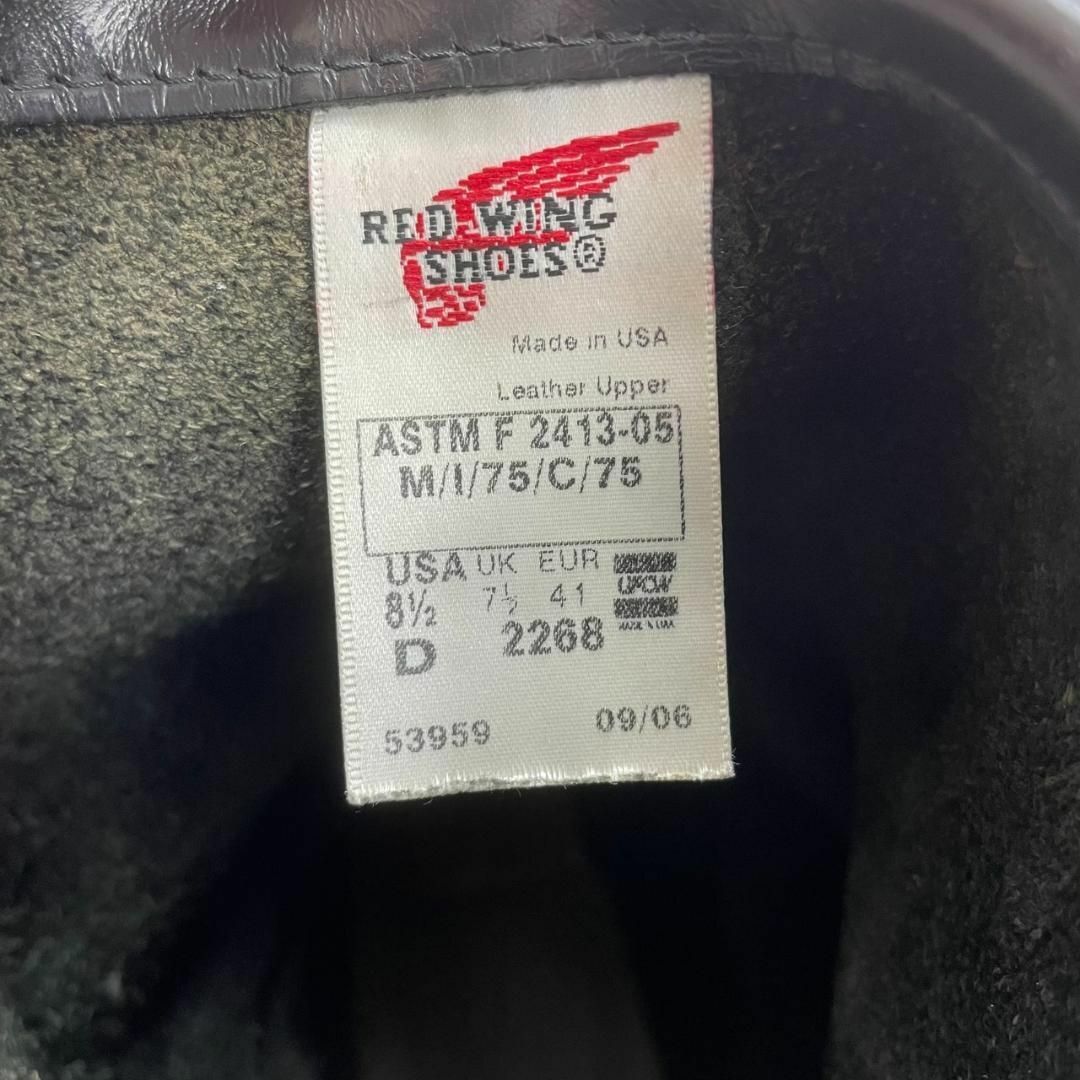 RED WING
SHOES®
Made in USA
Leather Upper
ASTM F 2413-05
M/I/75/C/75
USA UK EUR
8½ 7½ 41
UFCW
D 2268
53959 09/06